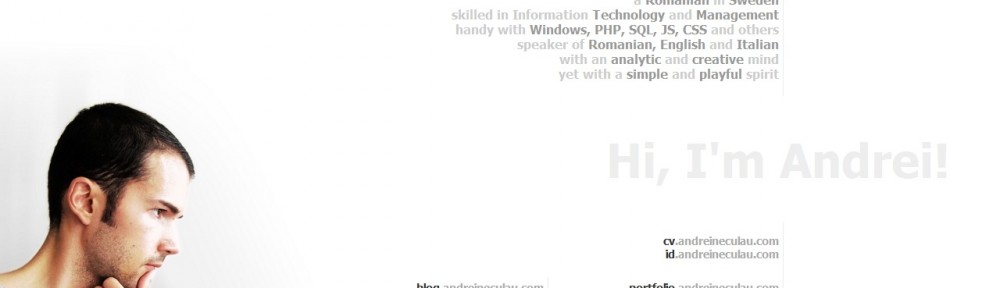 a Romanian in Sweden
skilled in Information Technology and Management
handy with Windows, PHP, SQL, JS, CSS and others
speaker of Romanian, English and Italian
with an analytic and creative mind
yet with a simple and playful spirit
Hi, I'm Andrei!
cv.andreineculau.com
id.andreineculau.com
blog.andreineculau.com
portfolio.andreineculau.com